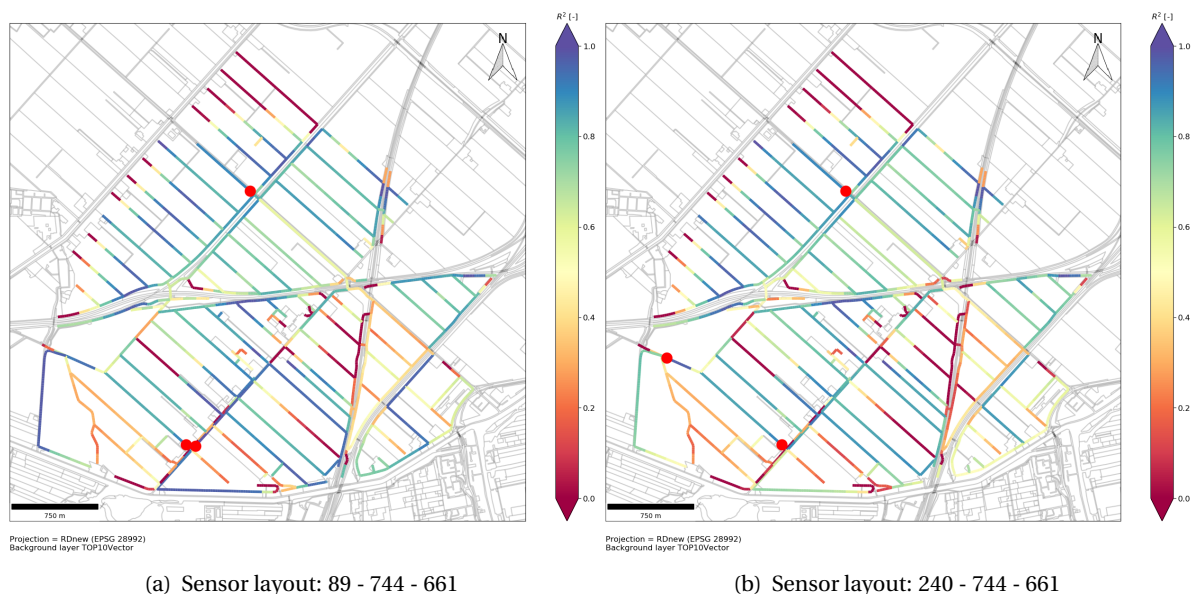 R² [-]
N
1.0
0.8
0.6
0.4
0.2
0.0
750 m
Projection = RDnew (EPSG 28992)
Background layer TOP10Vector
(a) Sensor layout: 89 - 744 - 661
R² [-]
N
1.0
0.8
0.6
0.4
0.2
0.0
750 m
Projection = RDnew (EPSG 28992)
Background layer TOP10Vector
(b) Sensor layout: 240 - 744 - 661